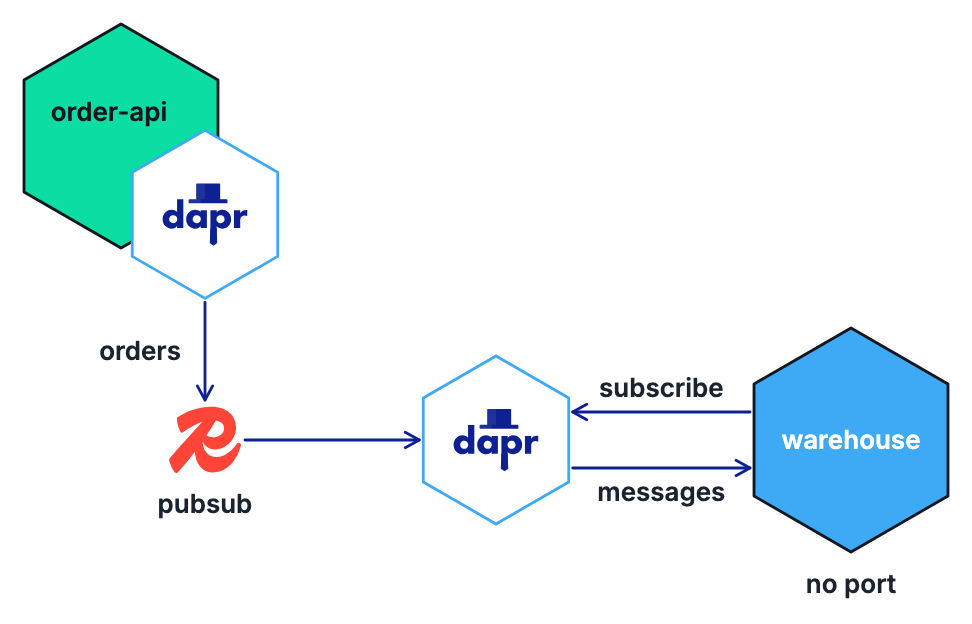 order-api
dapr
orders
pubsub
dapr
subscribe
messages
warehouse
no port